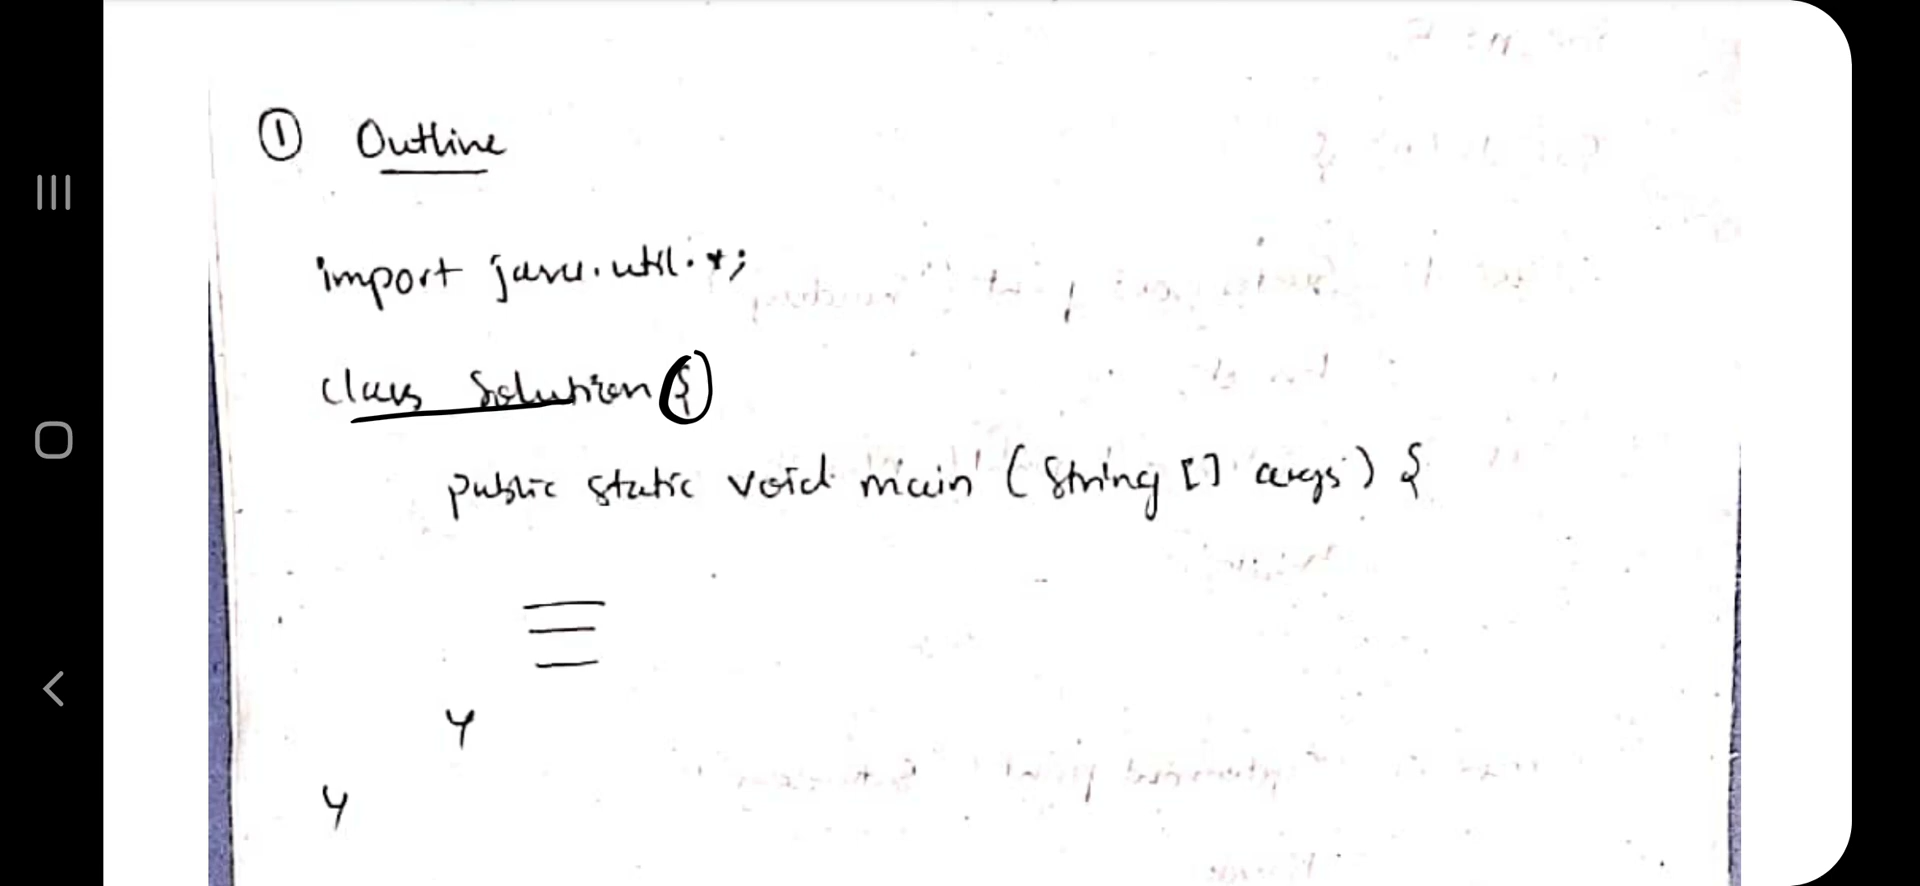 ① Outline
import java.util.*;
class Solution {
public static void main (String [] args) {
}
}